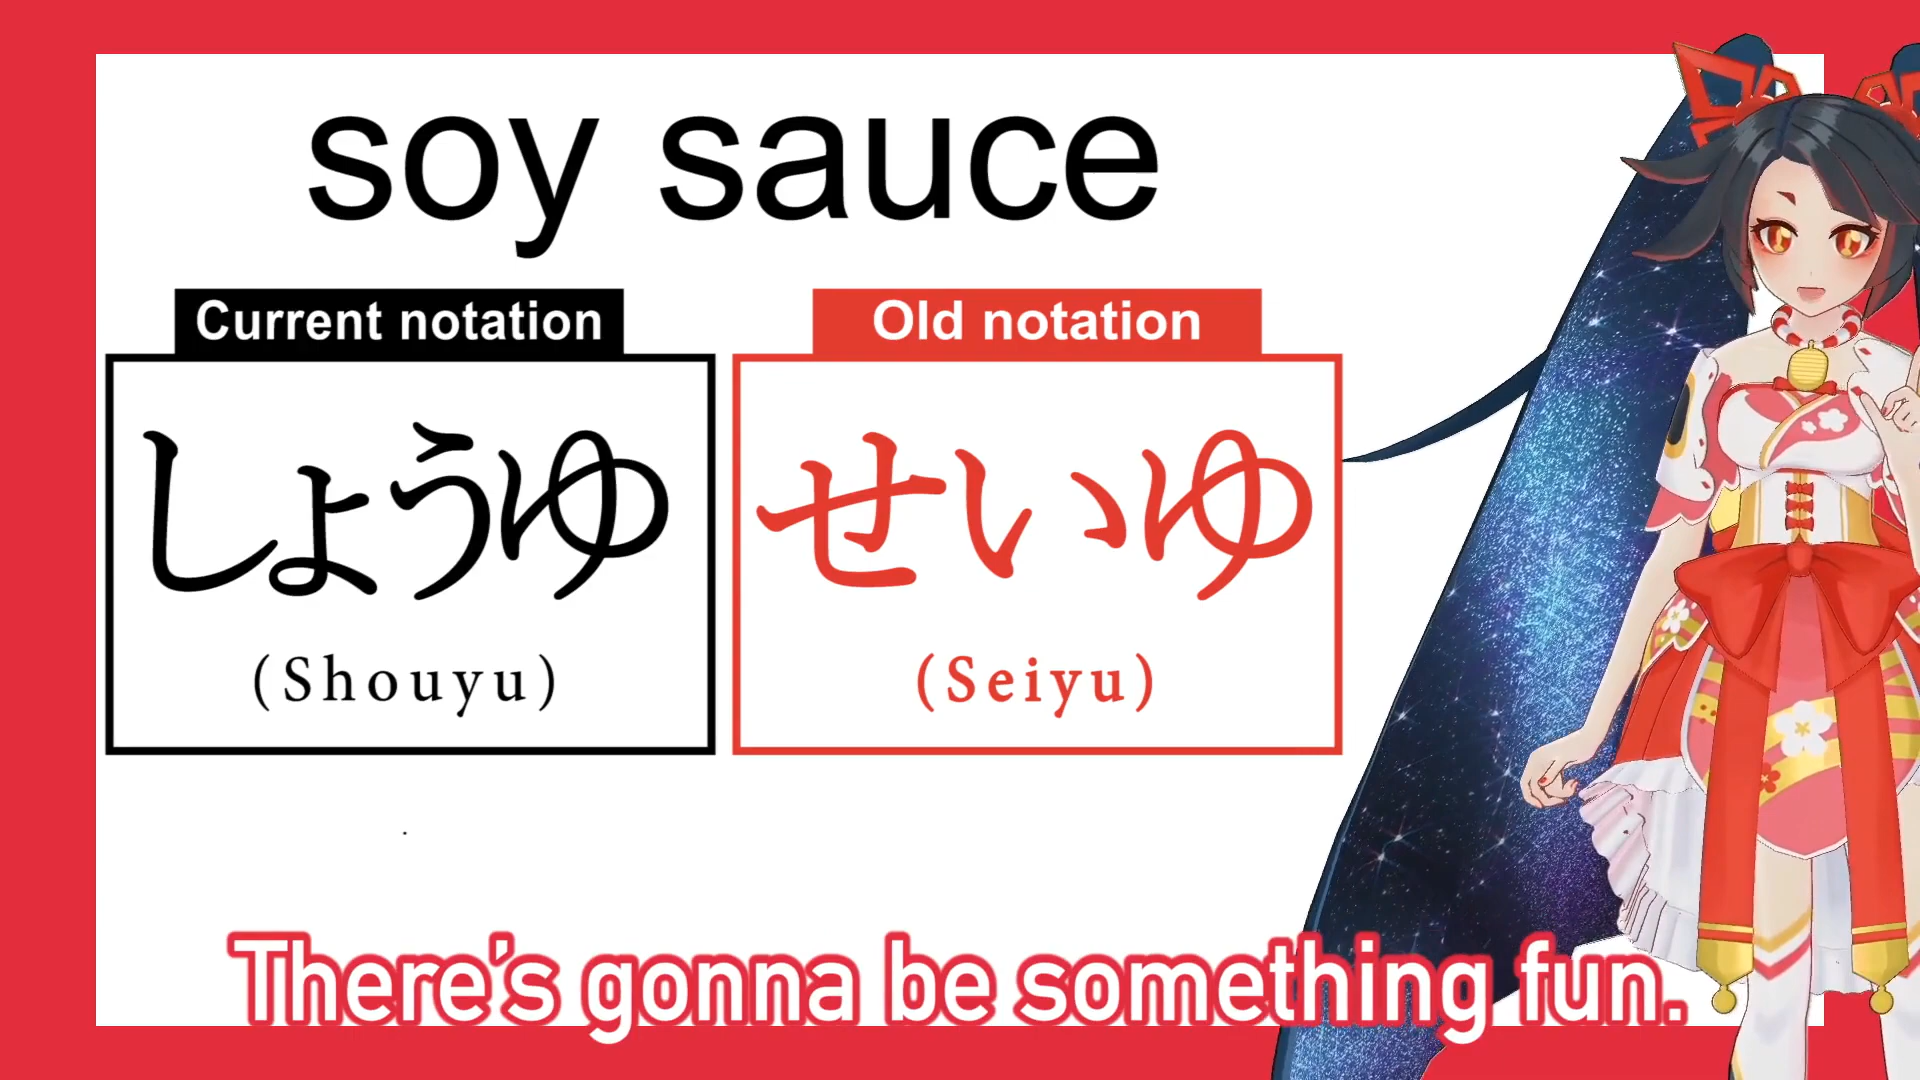 soy sauce
Current notation
しょうゆ
(Shouyu)
Old notation
せいゆ
(Seiyu)
There's gonna be something fun.